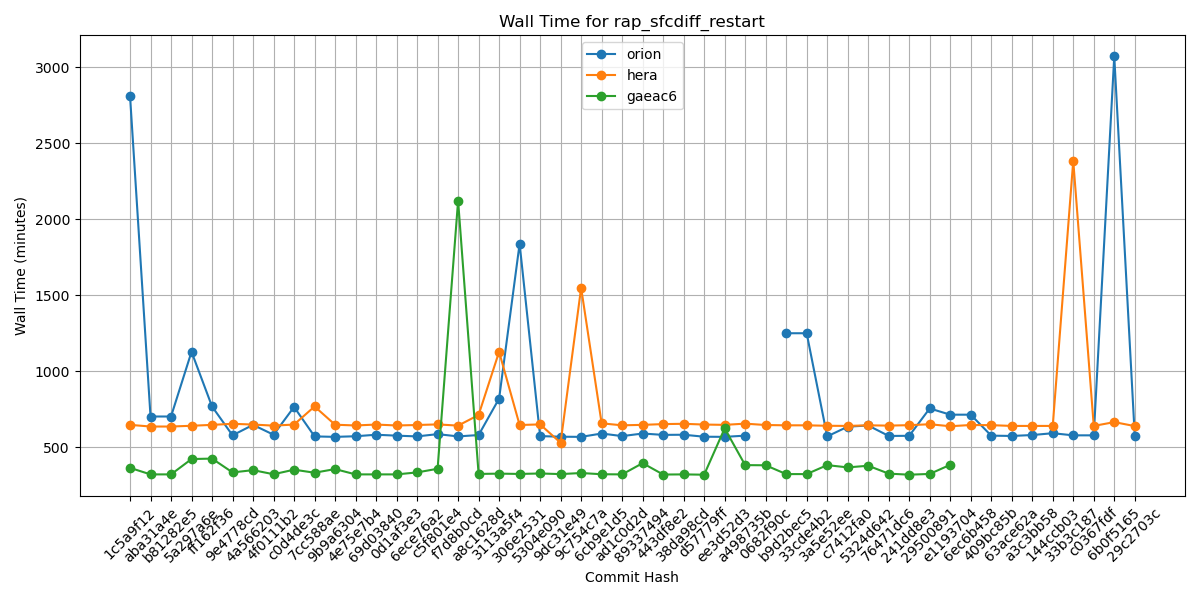 Wall Time for rap_sfcdiff_restart
orion
hera
gaeac6
Wall Time (minutes)
3000
2500
2000
1500
1000
500
1c5a9f12
aba31a4e
b81282e5
5a297a6e
ff162f36
9e4778cd
4a566203
4f0111b2
c0d4de3c
7cc588ae
9b9a6304
4e75e7b4
69d03840
0d1af3e3
6ece76a2
c5f801e4
f7d8b0cd
a8c1628d
3113a5f4
306e2531
5304e090
9dc31e49
9c754c7a
6cb9e1d5
ad1c0d2d
89337494
443df8e2
38da98cd
d57779ff
ee3d52d3
a498735b
0682f90c
b9d2bec5
33cde4b2
3a5e52ee
c7412fa0
5324d642
76471dc6
241dd8e3
29500891
e1193704
6ec6b458
409bc85b
63ace62a
a3c3bb58
144ccb03
33b3c187
c0367fdf
6b0f5165
29c2703c
Commit Hash